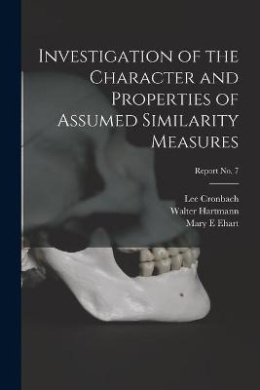 Investigation of the
Character and
Properties of
Assumed Similarity
Measures
Report No. 7
Lee Cronbach
Walter Hartmann
Mary E Ehart